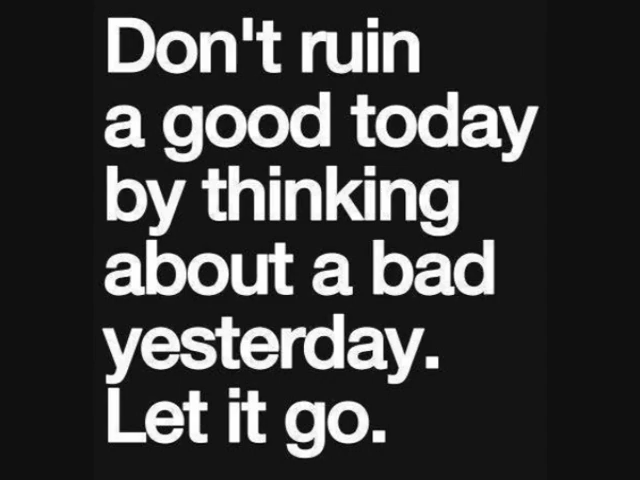 Don't ruin
a good today
by thinking
about a bad
yesterday.
Let it go.